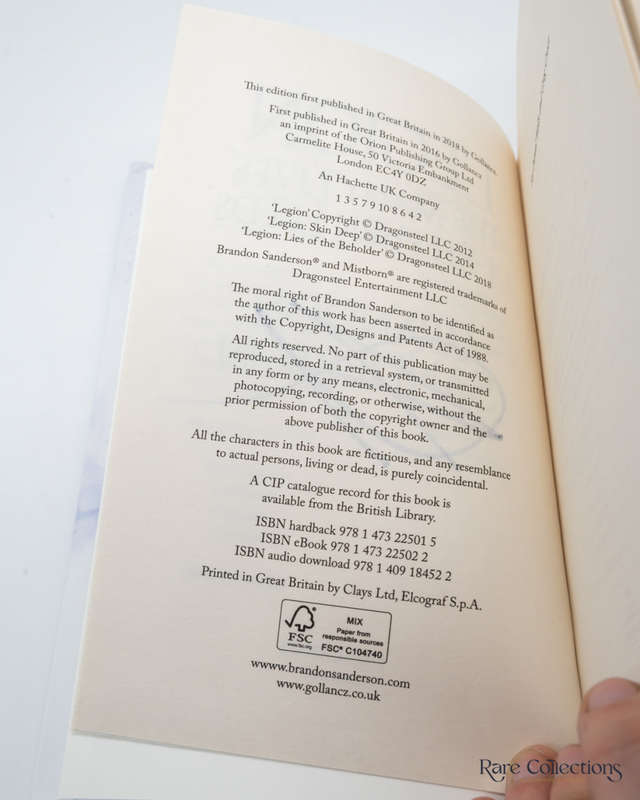 This edition first published in Great Britain in 2018 by Gollancz.
First published in Great Britain in 2016 by Gollancz
an imprint of the Orion Publishing Group Ltd
Carmelite House, 50 Victoria Embankment
London EC4Y 0DZ
An Hachette UK Company
1 3 5 7 9 10 8 6 4 2
‘Legion’ Copyright © Dragonsteel LLC 2012
‘Legion: Skin Deep’ © Dragonsteel LLC 2014
‘Legion: Lies of the Beholder’ © Dragonsteel LLC 2018
Brandon Sanderson® and Mistborn® are registered trademarks of
Dragonsteel Entertainment LLC
The moral right of Brandon Sanderson to be identified as
the author of this work has been asserted in accordance
with the Copyright, Designs and Patents Act of 1988.
All rights reserved. No part of this publication may be
reproduced, stored in a retrieval system, or transmitted
in any form or by any means, electronic, mechanical,
photocopying, recording, or otherwise, without the
prior permission of both the copyright owner and the
above publisher of this book.
All the characters in this book are fictitious, and any resemblance
to actual persons, living or dead, is purely coincidental.
A CIP catalogue record for this book is
available from the British Library.
ISBN hardback 978 1 473 22501 5
ISBN eBook 978 1 473 22502 2
ISBN audio download 978 1 409 18452 2
Printed in Great Britain by Clays Ltd, Elcograf S.p.A.
FSC
www.fsc.org
MIX
Paper from
responsible sources
FSC® C104740
www.brandonsanderson.com
www.gollancz.co.uk
Rare Collections